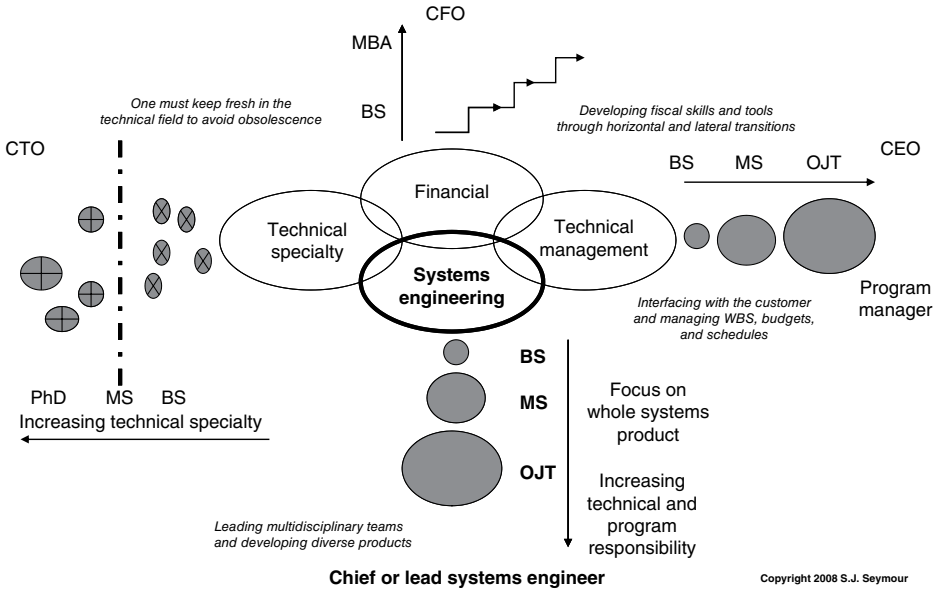 CFO
MBA
BS
One must keep fresh in the
technical field to avoid obsolescence
Developing fiscal skills and tools
through horizontal and lateral transitions
CTO
BS MS OJT
CEO
Financial
Technical
specialty
Technical
management
Systems
engineering
Program
manager
Interfacing with the customer
and managing WBS, budgets,
and schedules
PhD MS BS
Increasing technical specialty
BS
MS
OJT
Focus on
whole systems
product
Increasing
technical and
program
responsibility
Leading multidisciplinary teams
and developing diverse products
Chief or lead systems engineer
Copyright 2008 S.J. Seymour